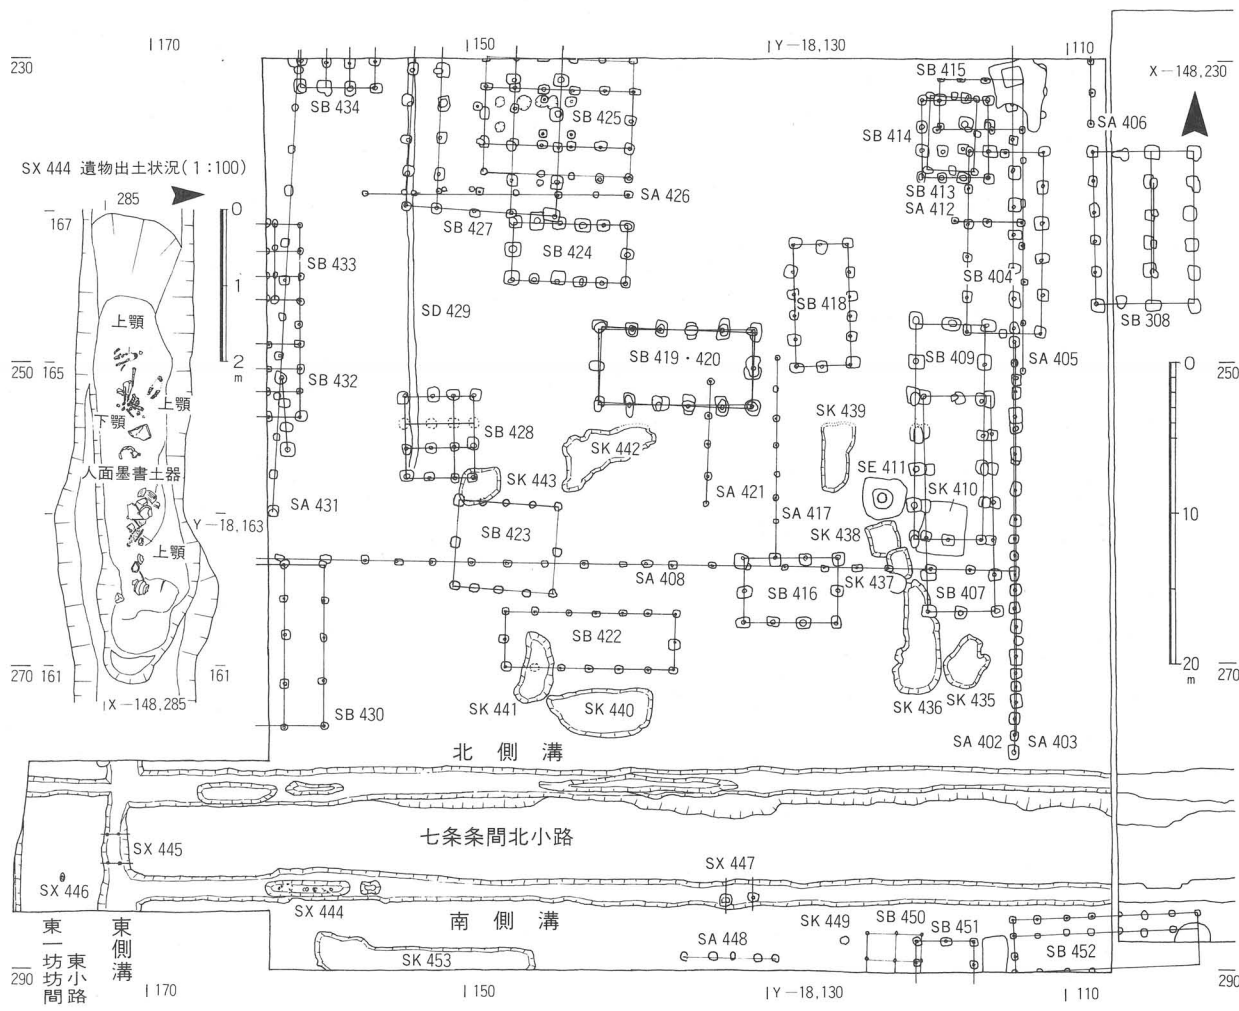 170
150
Y－18,130
110
230
X－148,230
SB 415
SB 434
SB 425
SB 414
SA 406
SX 444 遺物出土状況(1:100)
285
0
167
SB 413
SA 426
SA 412
SB 427
SB 424
SB 433
SB 404
1
SB 418
SD 429
SB 308
上顎
SB 419・420
SB 409
SA 405
2
m
0
250
165
250
SB 432
上顎
下顎
SK 439
SB 428
SK 442
人面墨書土器
SE 411
SK 443
SA 421
SK 410
SA 431
SA 417
10
Y－18,163
SB 423
SK 438
上顎
SA 408
SK 437
SB 416
SB 407
SB 422
270
161
161
20
m
270
X－148,285
SB 430
SK 441
SK 440
SK 436
SK 435
SA 402
SA 403
北側溝
七条条間北小路
SX 445
SX 447
SX 446
SX 444
南側溝
SK 449
SB 450
SB 451
SA 448
SB 452
SK 453
東一坊坊間
東小路
東側溝
290
290
170
150
Y－18,130
110